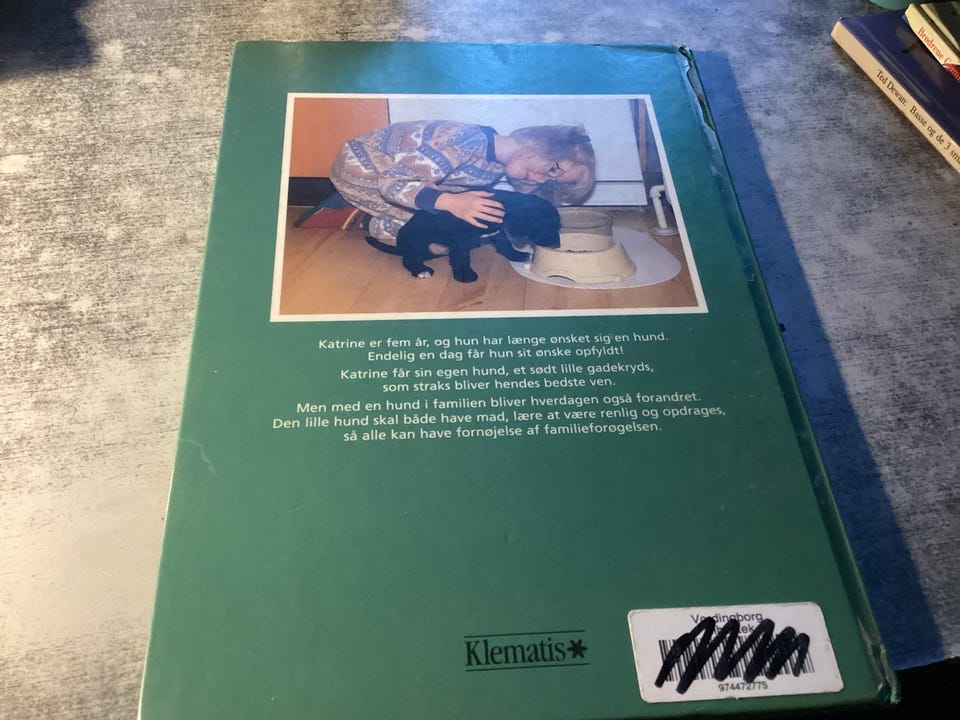 Katrine er fem år, og hun har længe ønsket sig en hund.
Endelig en dag får hun sit ønske opfyldt!
Katrine får sin egen hund, et sødt lille gadekryds,
som straks bliver hendes bedste ven.
Men med en hund i familien bliver hverdagen også forandret.
Den lille hund skal både have mad, lære at være renlig og opdrages,
så alle kan have fornøjelse af familieforøgelsen.
Klematis
Vordingborg
974472775
Brødrene
Ted Dewan: Basse og de 3 små